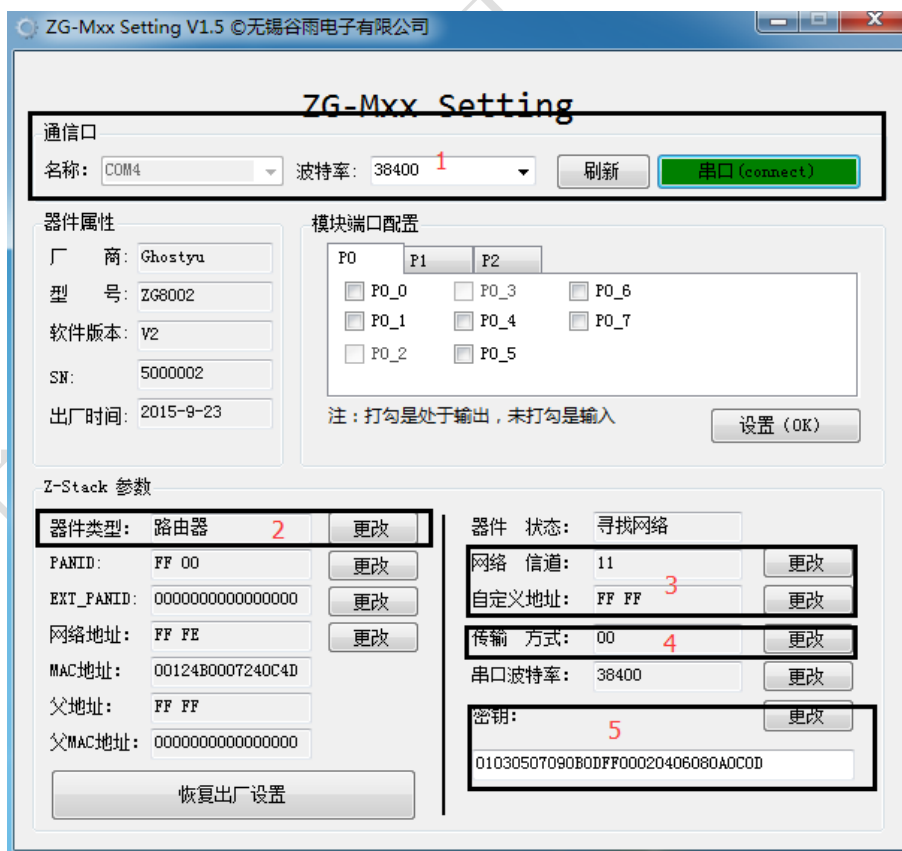 ZG-Mxx Setting V1.5 ©无锡谷雨电子有限公司
ZG-Mxx Setting
通信口
名称: COM4 波特率: 38400 1 刷新 串口(connect)
器件属性
厂 商: Ghostyu
型 号: ZG8002
软件版本: V2
SN: 5000002
出厂时间: 2015-9-23
模块端口配置
P0 P1 P2
P0_0 P0_3 P0_6
P0_1 P0_4 P0_7
P0_2 P0_5
注：打勾是处于输出，未打勾是输入
设置 (OK)
Z-Stack 参数
器件类型: 路由器 2 更改
PANID: FF 00 更改
EXT_PANID: 0000000000000000 更改
网络地址: FF FE 更改
MAC地址: 00124B0007240C4D
父地址: FF FF
父MAC地址: 0000000000000000
恢复出厂设置
器件 状态: 寻找网络
网络 信道: 11 更改
3
自定义地址: FF FF 更改
传输 方式: 00 4 更改
串口波特率: 38400 更改
密钥: 更改
5
01030507090B0DFF00020406080A0C0D